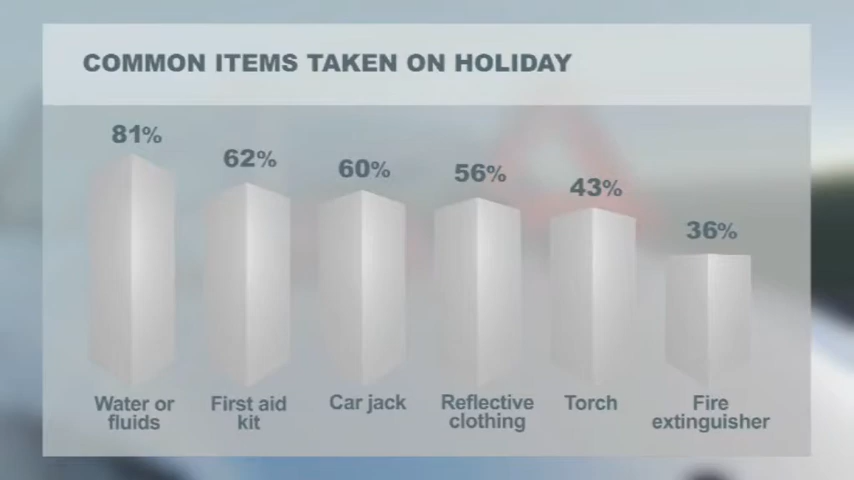 COMMON ITEMS TAKEN ON HOLIDAY
81%
62%
60%
56%
43%
36%
Water or
fluids
First aid
kit
Car jack
Reflective
clothing
Torch
Fire
extinguisher